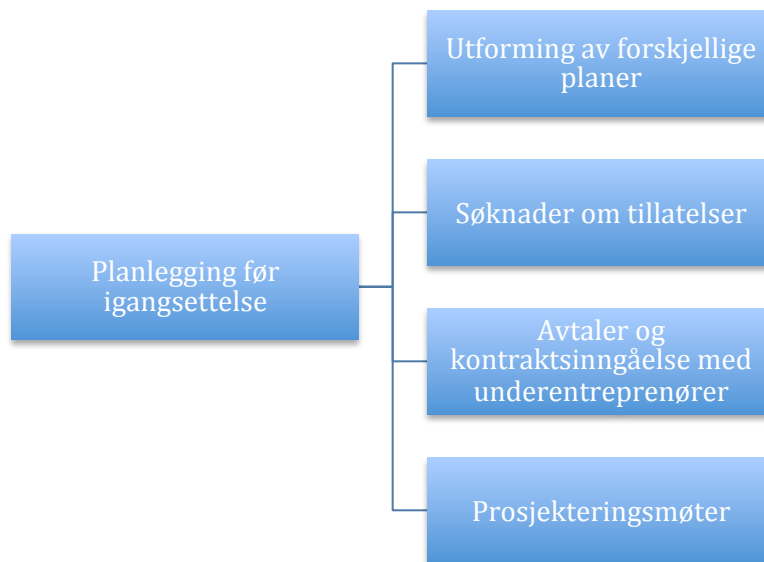 Utforming av forskjellige
planer
Søknader om tillatelser
Planlegging før
igangsettelse
Avtaler og
kontraktsinngåelse med
underentreprenører
Prosjekteringsmøter